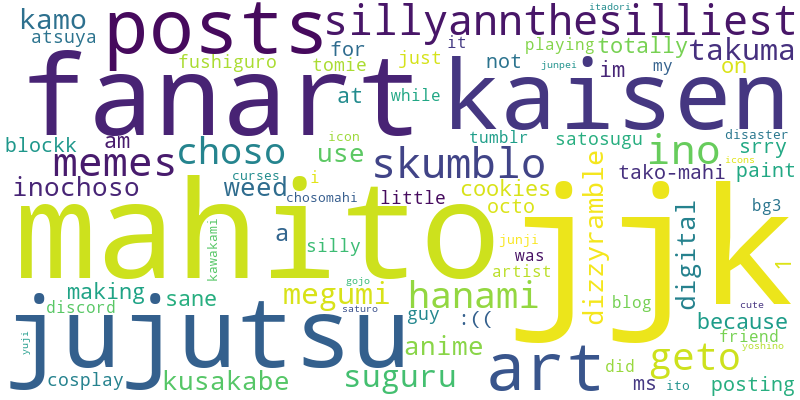 kamo
posts
sillyannthesilliest
itadori
atsuya
for
it
playing
totally
takuma
fushiguro
tomie
just
not
junpei
im
my
on
fanart
kaisen
at
while
blockk
am
memes
choso
icon
use
tumblr
satosugu
disaster
srry
ino
skumblo
tako-mahi
icons
paint
inochoso
weed
curses
i
chosomahi
little
cookies
octo
dizzyramble
digital
bg3
mahito
jjk
a
silly
kawakami
junji
was
artist
1
making
discord
sane
gojo
megumi
saturo
hanami
guy
:((
blog
cute
because
friend
jujutsu
yuji
anime
art
geto
yoshino
cosplay
kusakabe
suguru
did
ms
ito
posting